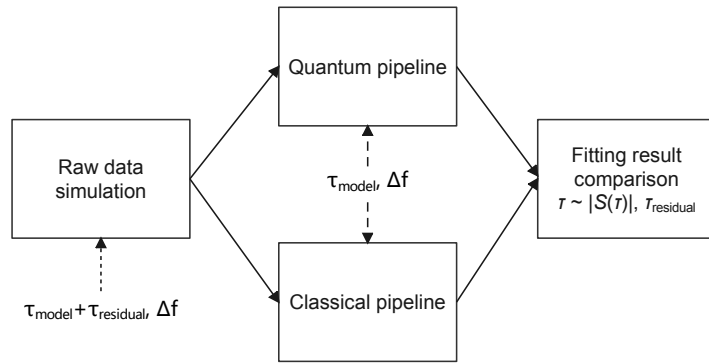 Quantum pipeline
Raw data
simulation
τmodel, Δf
Fitting result
comparison
τ ~ |S(τ)|, τresidual
τmodel+τresidual, Δf
Classical pipeline